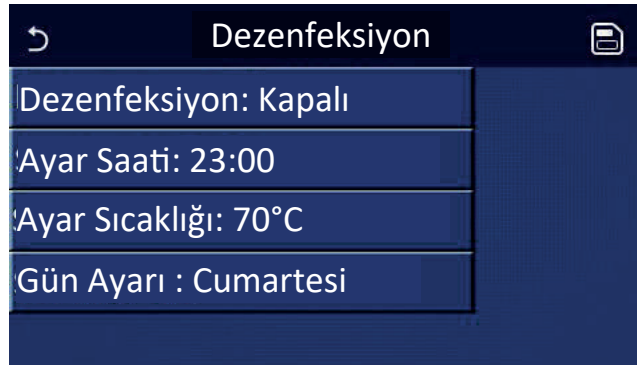 Dezenfeksiyon
Dezenfeksiyon: Kapalı
Ayar Saati: 23:00
Ayar Sıcaklığı: 70°C
Gün Ayarı : Cumartesi